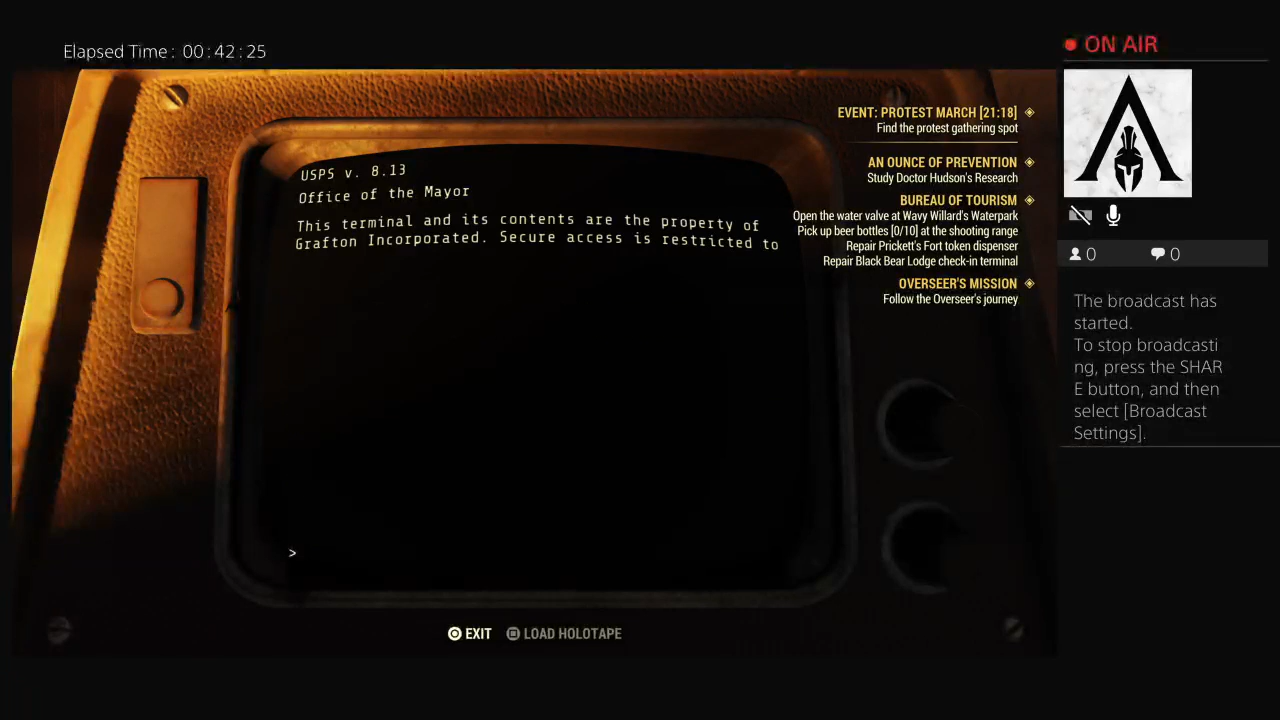 Elapsed Time: 00:42:25
ON AIR
USPS v. 8.13
Office of the Mayor
This terminal and its contents are the property of
Grafton Incorporated. Secure access is restricted to
>
EXIT
LOAD HOLOTAPE
EVENT: PROTEST MARCH [21:18]
Find the protest gathering spot
AN OUNCE OF PREVENTION
Study Doctor Hudson's Research
BUREAU OF TOURISM
Open the water valve at Wavy Willard's Waterpark
Pick up beer bottles [0/10] at the shooting range
Repair Prickett's Fort token dispenser
Repair Black Bear Lodge check-in terminal
OVERSEER'S MISSION
Follow the Overseer's journey
0
0
The broadcast has
started.
To stop broadcasti
ng, press the SHAR
E button, and then
select [Broadcast
Settings].